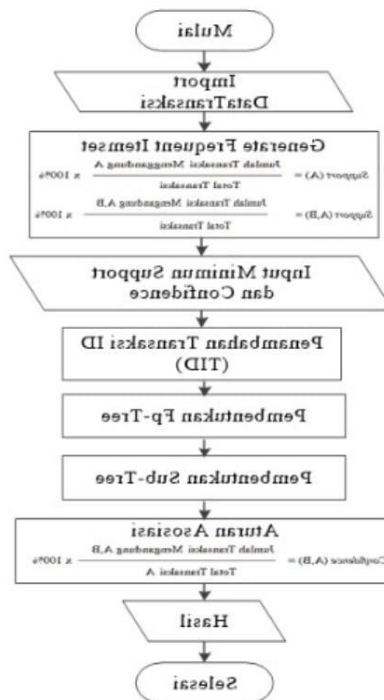 Mulai
Import
DataTransaksi
Generate Frequent Itemset
Support (A) = Jumlah Transaksi Menggandung A / Total Transaksi x 100%
Support (A,B) = Jumlah Transaksi Mengandung A,B / Total Transaksi x 100%
Input Minimun Support
dan Confidence
Penambahan Transaksi ID
(TID)
Pembentukan Fp-Tree
Pembentukan Sub-Tree
Aturan Asosiasi
Confidence (A,B) = Jumlah Transaksi Mengandung A,B / Total Transaksi A x 100%
Hasil
Selesai